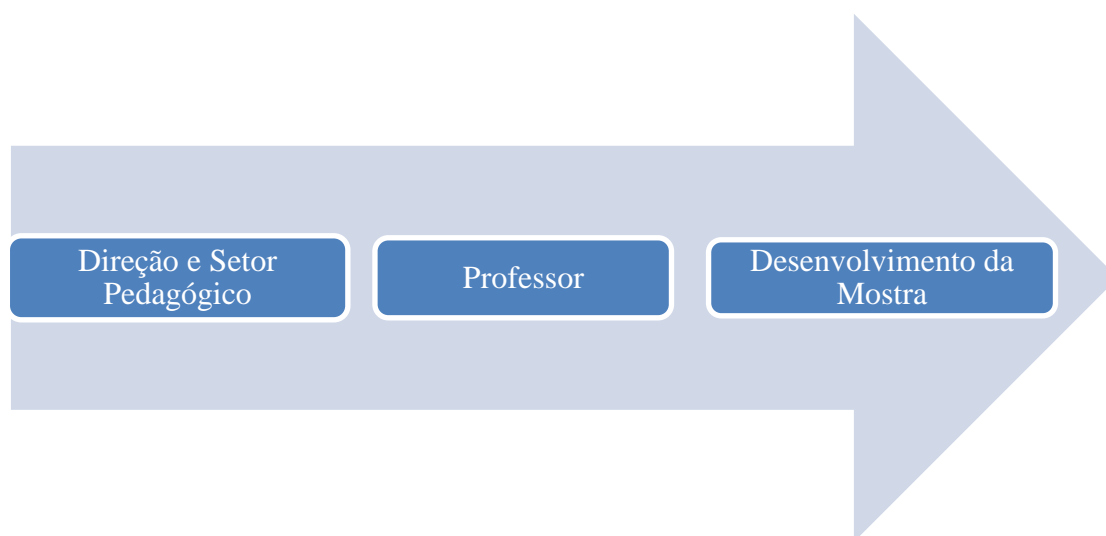 Direção e Setor
Pedagógico
Professor
Desenvolvimento da
Mostra